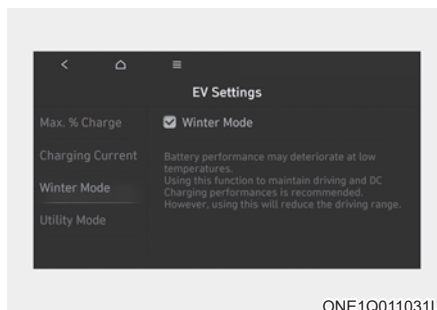 EV Settings
Max. % Charge
Charging Current
Winter Mode
Utility Mode
Winter Mode
Battery performance may deteriorate at low
temperatures.
Using this function to maintain driving and DC
Charging performances is recommended.
However, using this will reduce the driving range.
ONE1Q011031L